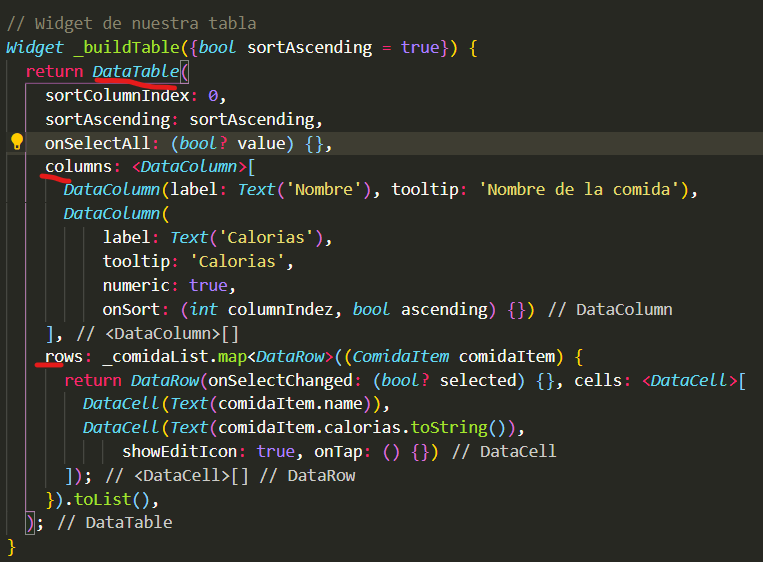 // Widget de nuestra tabla
Widget _buildTable({bool sortAscending = true}) {
  return DataTable(
    sortColumnIndex: 0,
    sortAscending: sortAscending,
    onSelectAll: (bool? value) {},
    columns: <DataColumn>[
      DataColumn(label: Text('Nombre'), tooltip: 'Nombre de la comida'),
      DataColumn(
          label: Text('Calorias'),
          tooltip: 'Calorias',
          numeric: true,
          onSort: (int columnIndez, bool ascending) {}) // DataColumn
    ], // <DataColumn>[]
    rows: _comidaList.map<DataRow>((ComidaItem comidaItem) {
      return DataRow(onSelectChanged: (bool? selected) {}, cells: <DataCell>[
        DataCell(Text(comidaItem.name)),
        DataCell(Text(comidaItem.calorias.toString()),
            showEditIcon: true, onTap: () {}) // DataCell
      ]); // <DataCell>[] // DataRow
    }).toList(),
  ); // DataTable
}